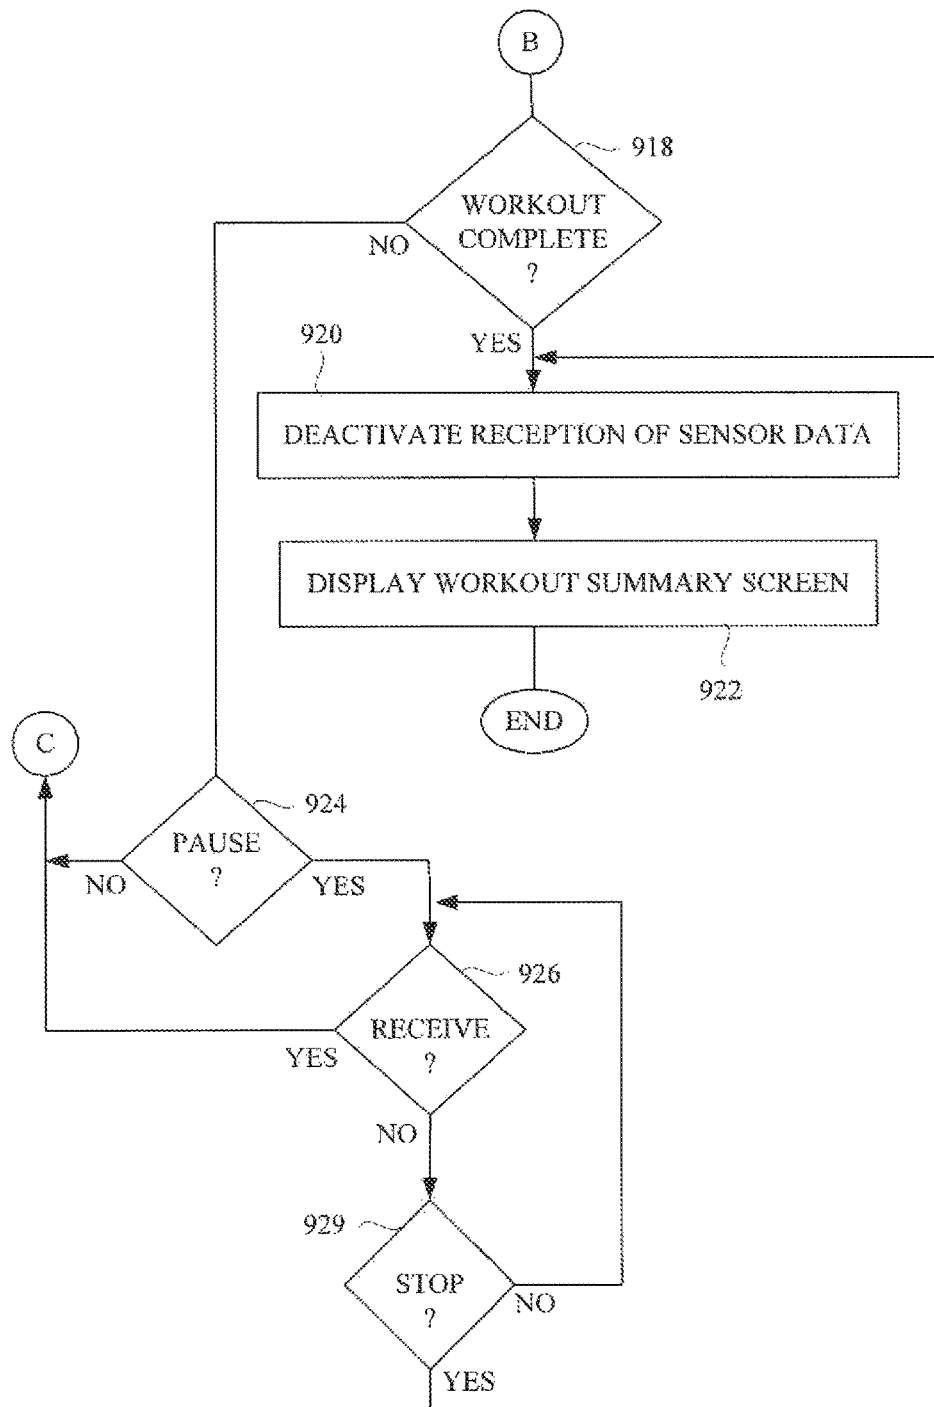 B
918
WORKOUT
COMPLETE
?
NO
YES
920
DEACTIVATE RECEPTION OF SENSOR DATA
DISPLAY WORKOUT SUMMARY SCREEN
922
END
C
924
PAUSE
?
NO
YES
926
RECEIVE
?
YES
NO
929
STOP
?
NO
YES